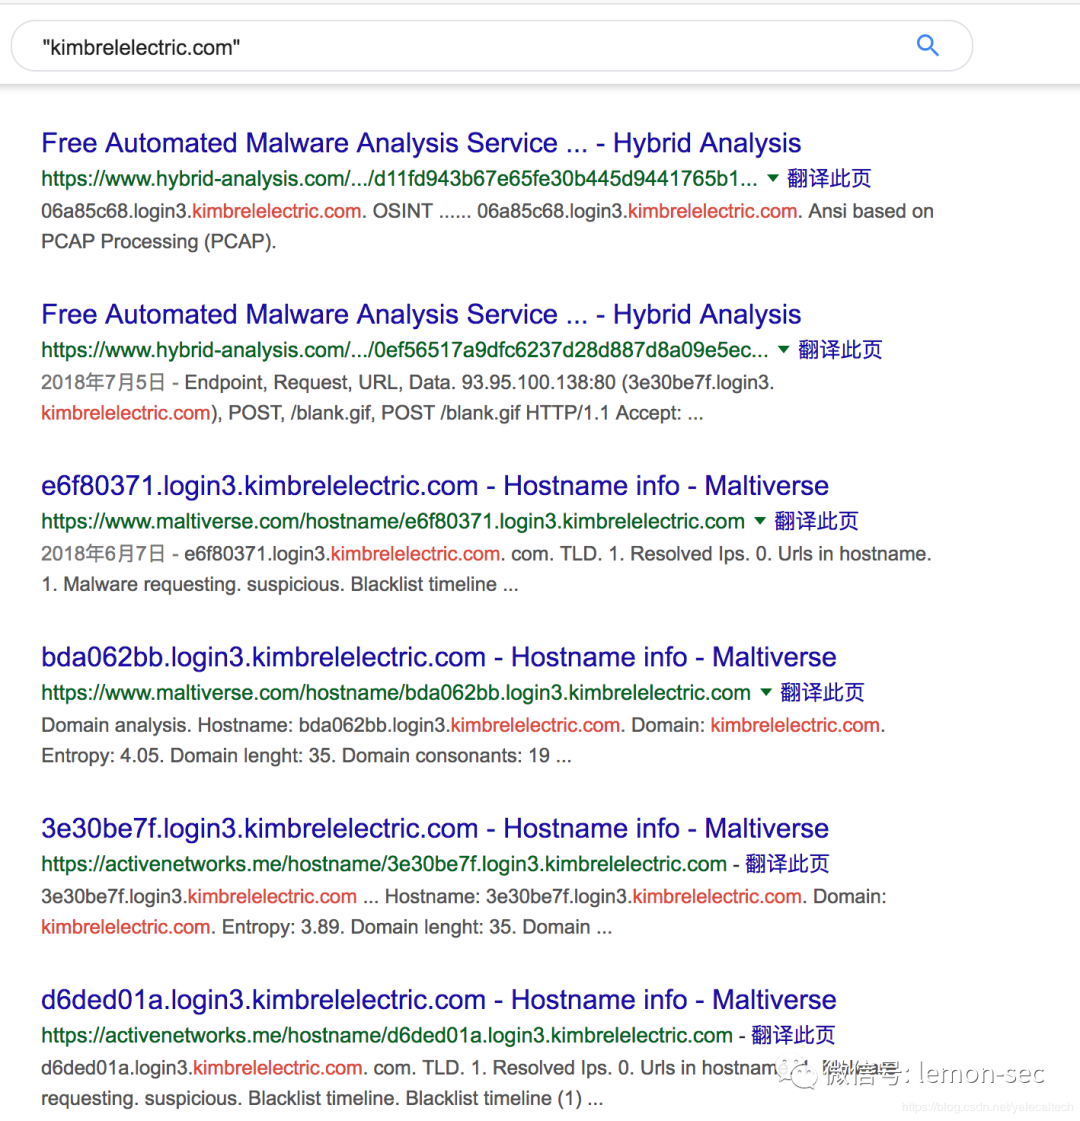 "kimbrelelectric.com"
Free Automated Malware Analysis Service ... - Hybrid Analysis
https://www.hybrid-analysis.com/.../d11fd943b67e65fe30b445d9441765b1... ▼ 翻译此页
06a85c68.login3.kimbrelelectric.com. OSINT ...... 06a85c68.login3.kimbrelelectric.com. Ansi based on
PCAP Processing (PCAP).
Free Automated Malware Analysis Service ... - Hybrid Analysis
https://www.hybrid-analysis.com/.../0ef56517a9dfc6237d28d887d8a09e5ec... ▼ 翻译此页
2018年7月5日 - Endpoint, Request, URL, Data. 93.95.100.138:80 (3e30be7f.login3.
kimbrelelectric.com), POST, /blank.gif, POST /blank.gif HTTP/1.1 Accept: ...
e6f80371.login3.kimbrelelectric.com - Hostname info - Maltiverse
https://www.maltiverse.com/hostname/e6f80371.login3.kimbrelelectric.com ▼ 翻译此页
2018年6月7日 - e6f80371.login3.kimbrelelectric.com. com. TLD. 1. Resolved Ips. 0. Urls in hostname.
1. Malware requesting. suspicious. Blacklist timeline ...
bda062bb.login3.kimbrelelectric.com - Hostname info - Maltiverse
https://www.maltiverse.com/hostname/bda062bb.login3.kimbrelelectric.com ▼ 翻译此页
Domain analysis. Hostname: bda062bb.login3.kimbrelelectric.com. Domain: kimbrelelectric.com.
Entropy: 4.05. Domain lenght: 35. Domain consonants: 19 ...
3e30be7f.login3.kimbrelelectric.com - Hostname info - Maltiverse
https://activenetworks.me/hostname/3e30be7f.login3.kimbrelelectric.com - 翻译此页
3e30be7f.login3.kimbrelelectric.com ... Hostname: 3e30be7f.login3.kimbrelelectric.com. Domain:
kimbrelelectric.com. Entropy: 3.89. Domain lenght: 35. Domain ...
d6ded01a.login3.kimbrelelectric.com - Hostname info - Maltiverse
https://activenetworks.me/hostname/d6ded01a.login3.kimbrelelectric.com - 翻译此页
d6ded01a.login3.kimbrelelectric.com. com. TLD. 1. Resolved Ips. 0. Urls in
微信号: lemon-sec
requesting. suspicious. Blacklist timeline. Blacklist timeline (1) ...
https://blog.csdn.net/yalecaltech